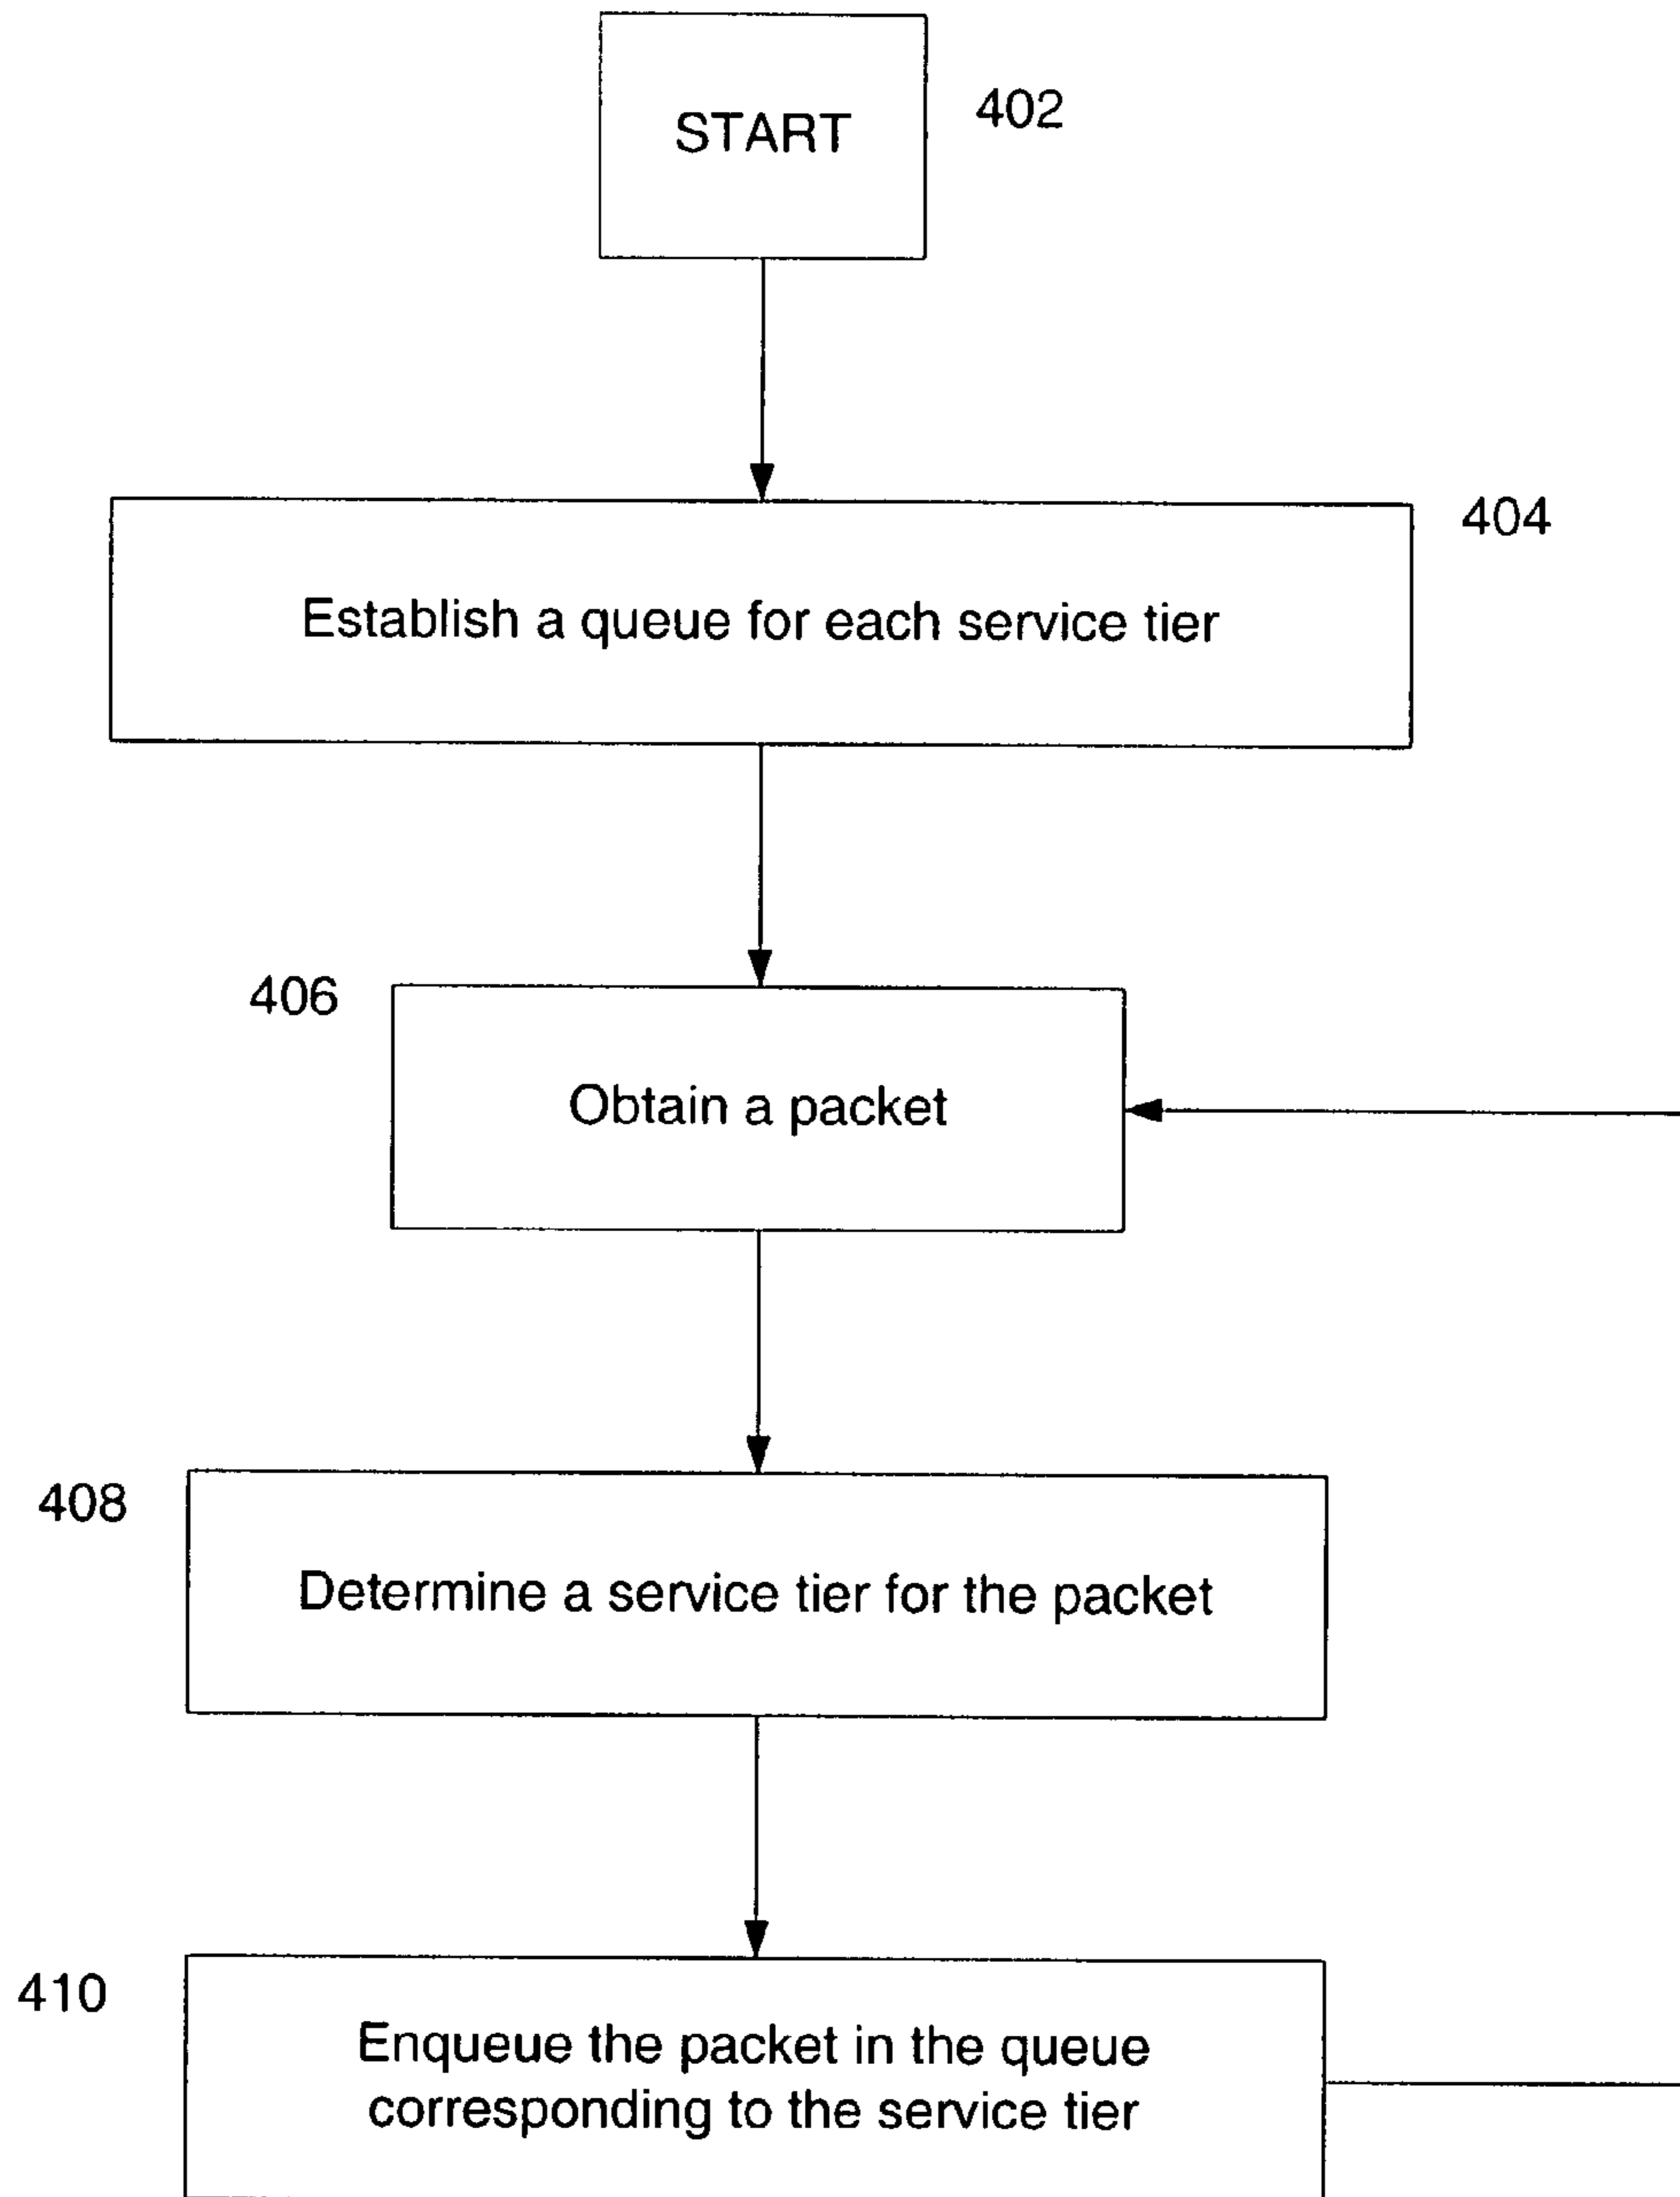 START
402
404
Establish a queue for each service tier
406
Obtain a packet
408
Determine a service tier for the packet
410
Enqueue the packet in the queue
corresponding to the service tier